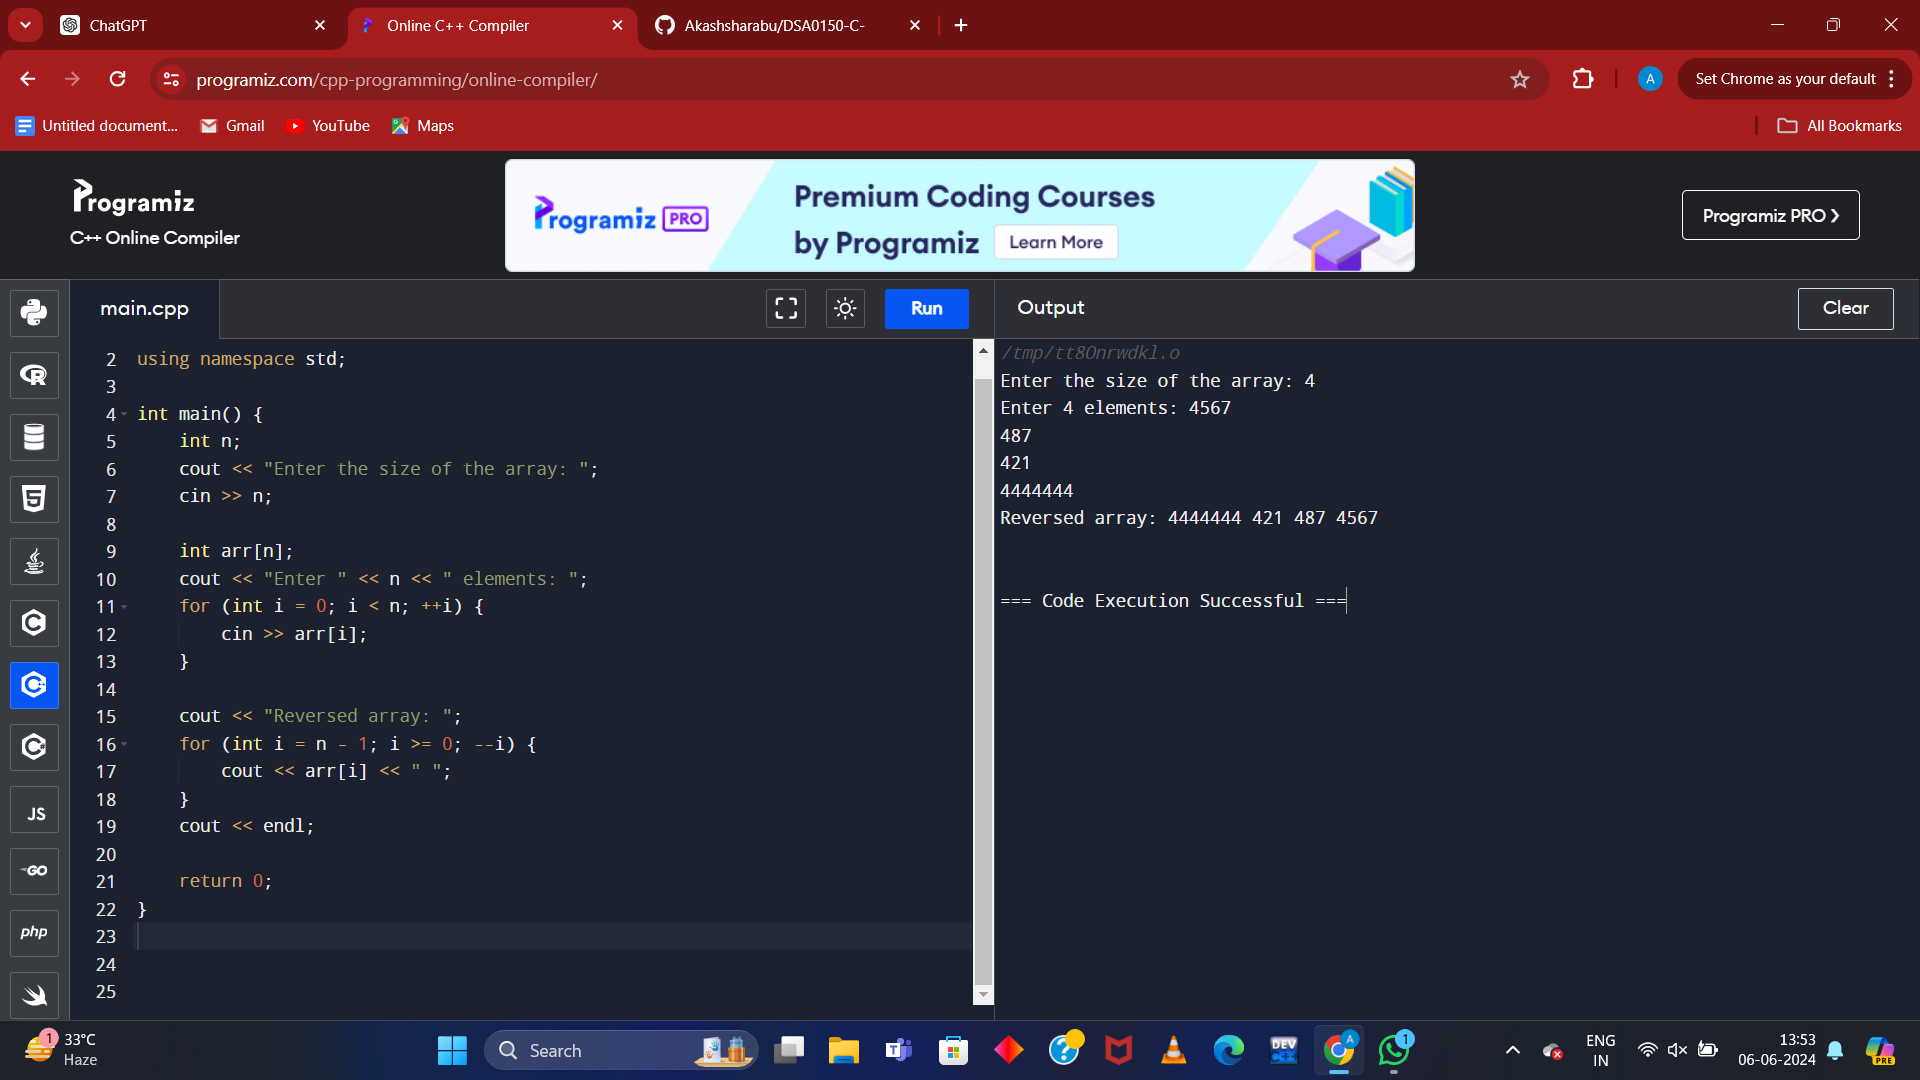 ChatGPT
Online C++ Compiler
Akashsharabu/DSA0150-C-
programiz.com/cpp-programming/online-compiler/
A
Set Chrome as your default
Untitled document...
Gmail
YouTube
Maps
All Bookmarks
Programiz
C++ Online Compiler
Programiz PRO
Premium Coding Courses
by Programiz
Learn More
Programiz PRO
main.cpp
Run
Output
Clear
2 using namespace std;
3
4 int main() {
5     int n;
6     cout << "Enter the size of the array: ";
7     cin >> n;
8
9     int arr[n];
10     cout << "Enter " << n << " elements: ";
11     for (int i = 0; i < n; ++i) {
12         cin >> arr[i];
13     }
14
15     cout << "Reversed array: ";
16     for (int i = n - 1; i >= 0; --i) {
17         cout << arr[i] << " ";
18     }
19     cout << endl;
20
21     return 0;
22 }
23
24
25
/tmp/tt8Onrwdkl.o
Enter the size of the array: 4
Enter 4 elements: 4567
487
421
4444444
Reversed array: 4444444 421 487 4567
=== Code Execution Successful ===
JS
GO
php
1
33°C
Haze
Search
DEV
A
1
ENG
IN
13:53
06-06-2024
PRE